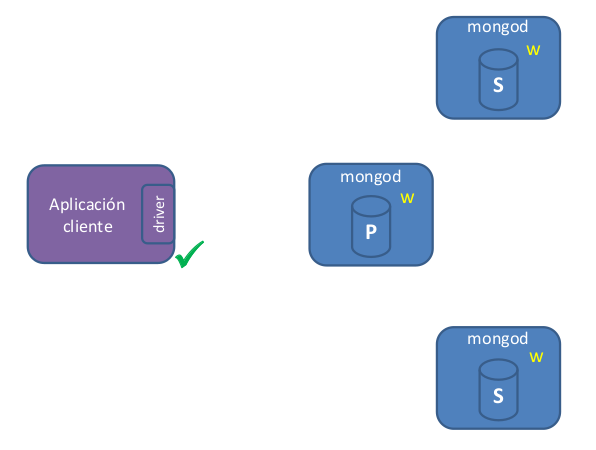 mongod
w
S
Aplicación
cliente
driver
mongod
w
P
mongod
w
S